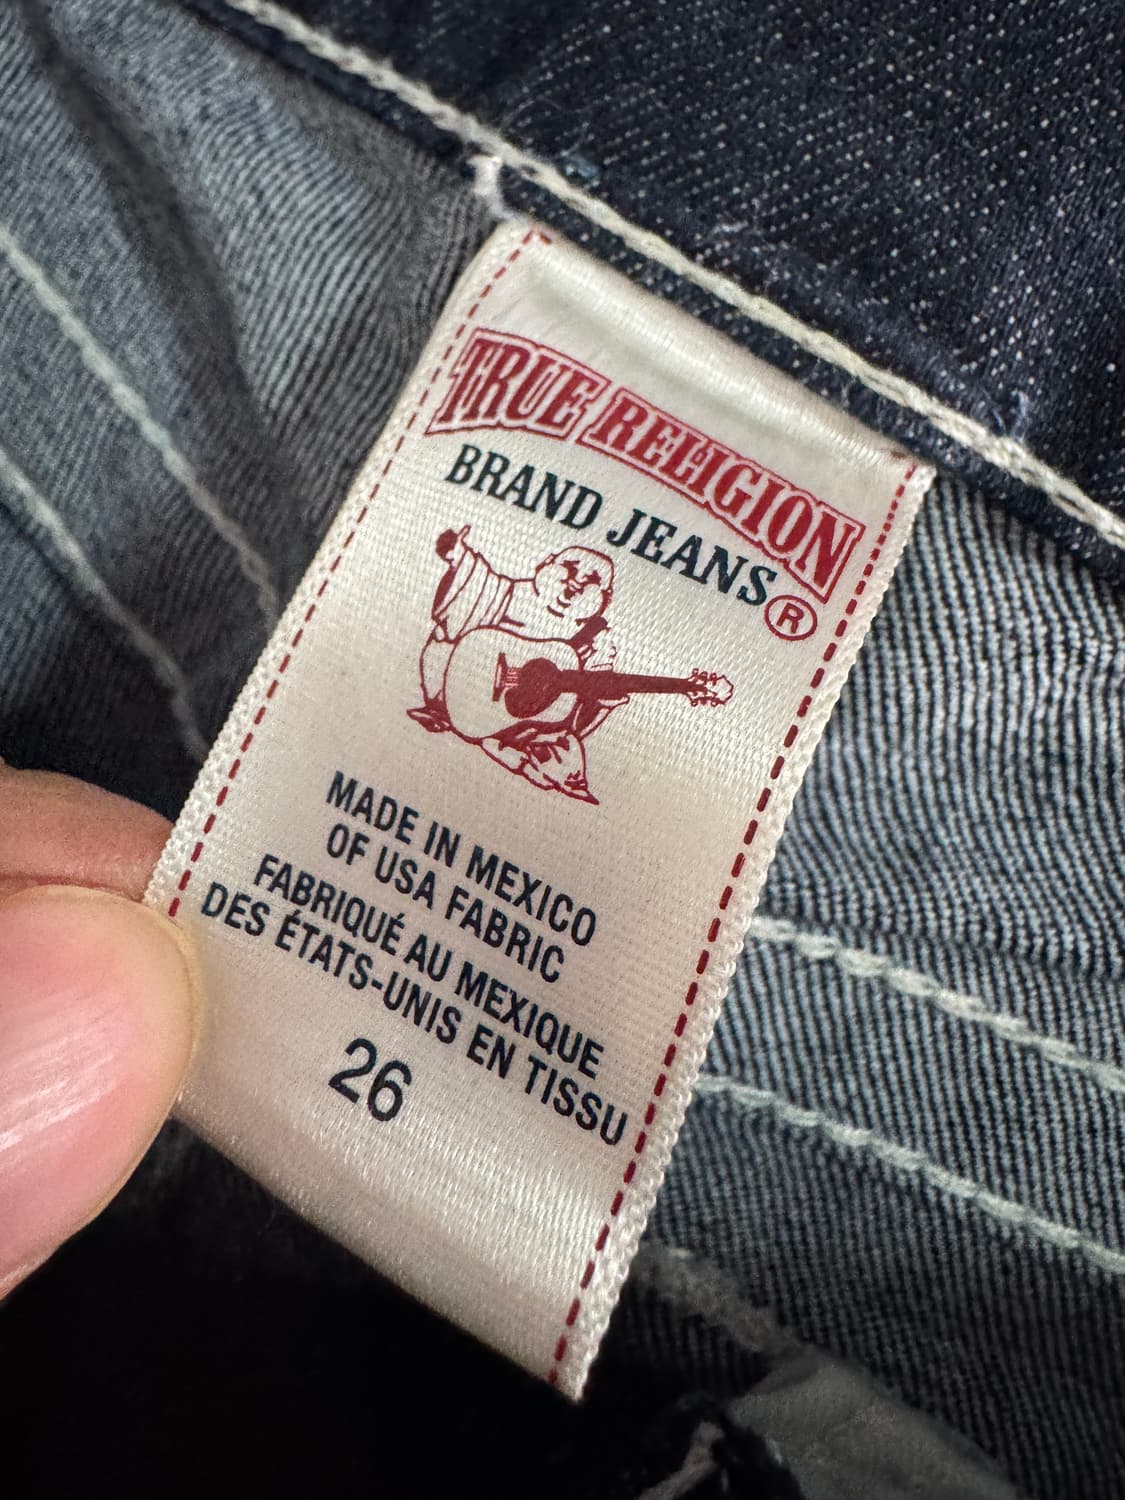 TRUE RELIGION
BRAND JEANS®
MADE IN MEXICO
OF USA FABRIC
FABRIQUÉ AU MEXIQUE
DES ÉTATS-UNIS EN TISSU
26